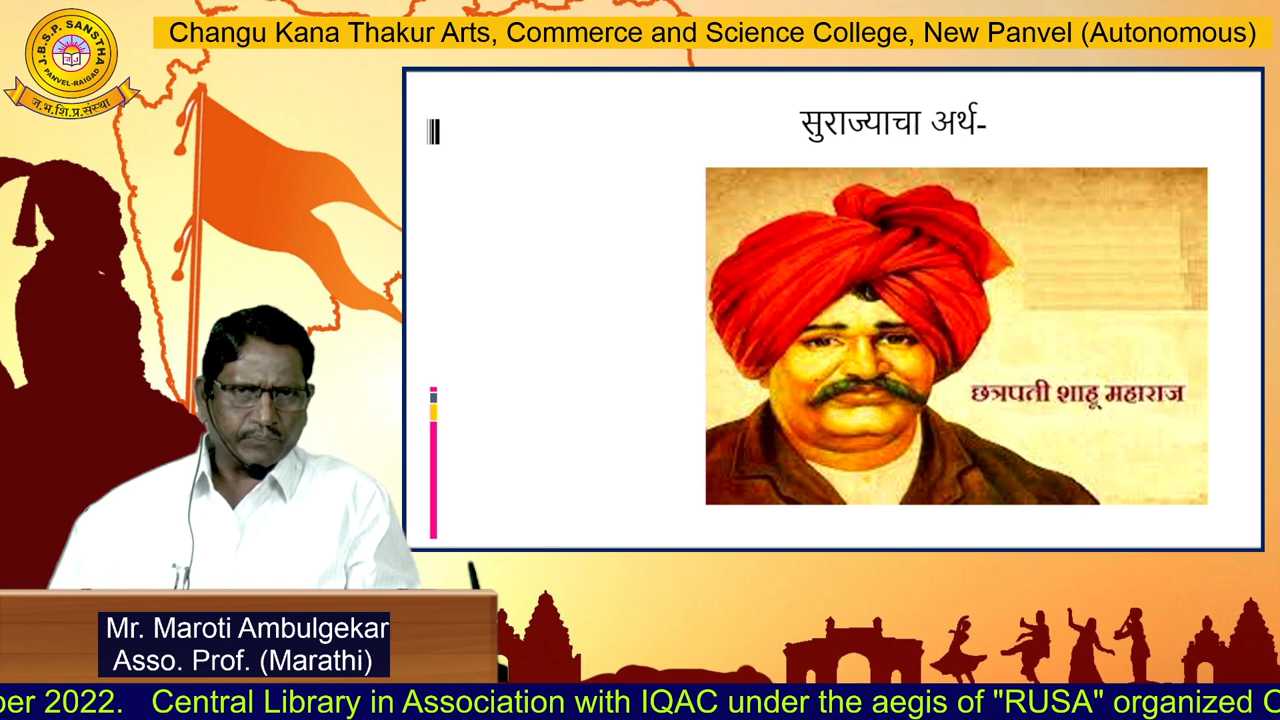 J.B.S.P. SANSTHA
PANVEL-RAIGAD
ज.भ.शि.प्र.संस्था
Changu Kana Thakur Arts, Commerce and Science College, New Panvel (Autonomous)
सुराज्याचा अर्थ-
छत्रपती शाहू महाराज
Mr. Maroti Ambulgekar
Asso. Prof. (Marathi)
ber 2022. Central Library in Association with IQAC under the aegis of "RUSA" organized